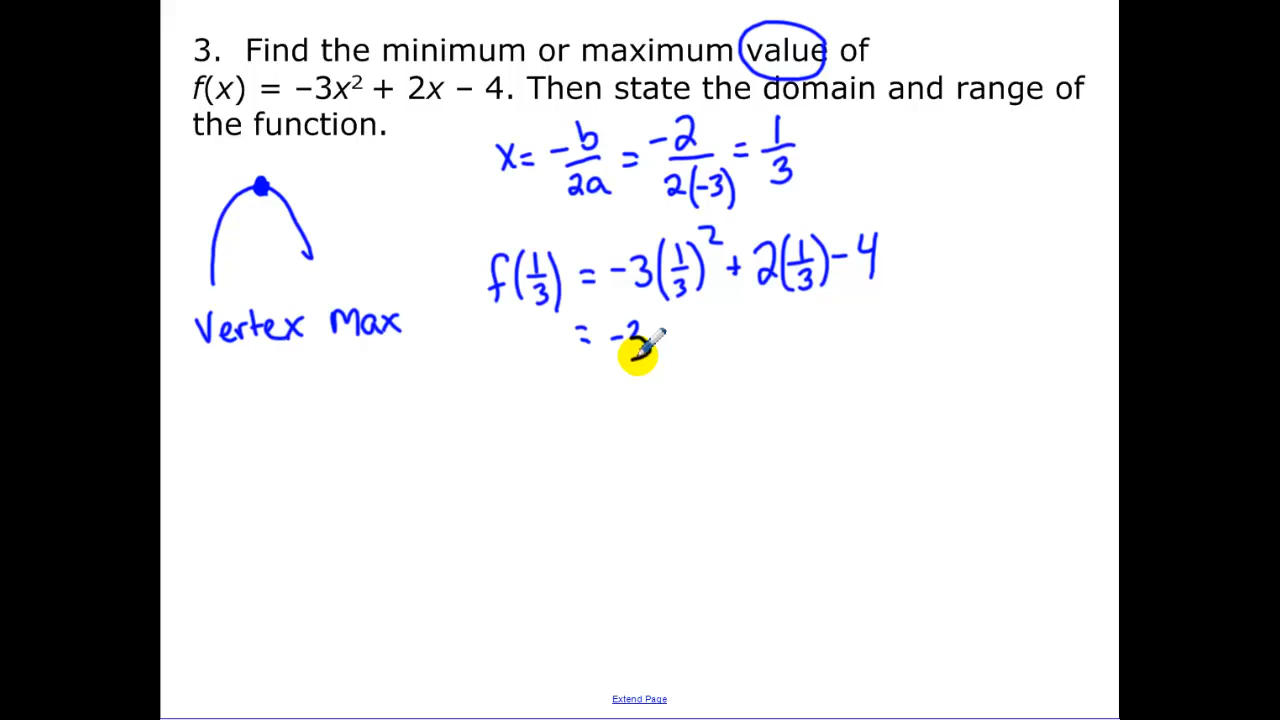 3. Find the minimum or maximum value of
f(x) = –3x² + 2x – 4. Then state the domain and range of
the function.
x = -b/2a = -2/2(-3) = 1/3
f(1/3) = -3(1/3)² + 2(1/3) - 4
= -3
Vertex Max
Extend Page